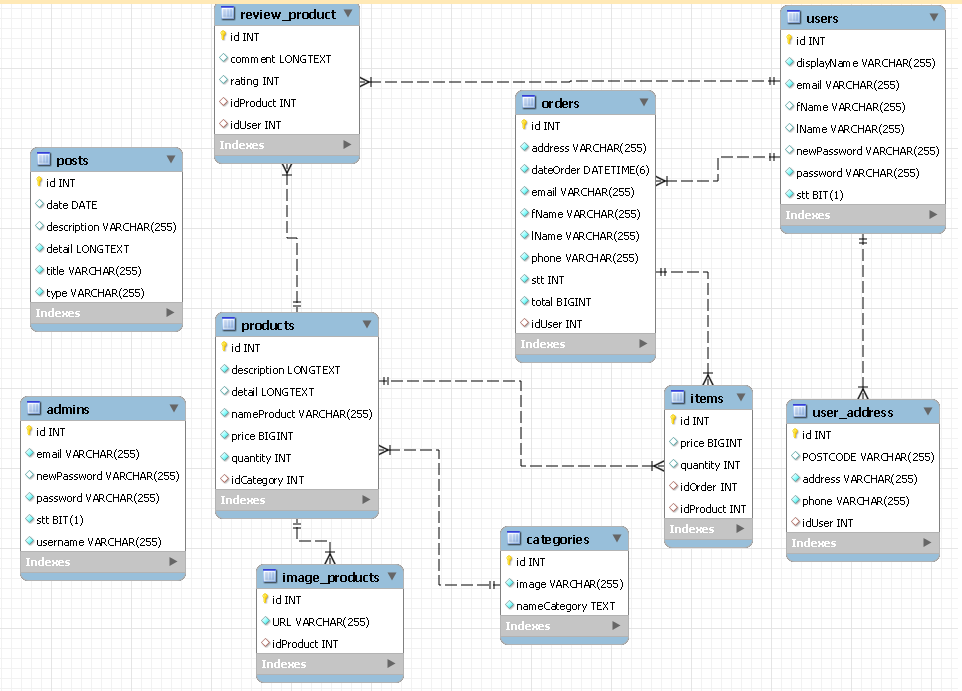 review_product
id INT
comment LONGTEXT
rating INT
idProduct INT
idUser INT
Indexes
users
id INT
displayName VARCHAR(255)
email VARCHAR(255)
fName VARCHAR(255)
lName VARCHAR(255)
newPassword VARCHAR(255)
password VARCHAR(255)
stt BIT(1)
Indexes
orders
id INT
address VARCHAR(255)
dateOrder DATETIME(6)
email VARCHAR(255)
fName VARCHAR(255)
lName VARCHAR(255)
phone VARCHAR(255)
stt INT
total BIGINT
idUser INT
Indexes
posts
id INT
date DATE
description VARCHAR(255)
detail LONGTEXT
title VARCHAR(255)
type VARCHAR(255)
Indexes
products
id INT
description LONGTEXT
detail LONGTEXT
nameProduct VARCHAR(255)
price BIGINT
quantity INT
idCategory INT
Indexes
items
id INT
price BIGINT
quantity INT
idOrder INT
idProduct INT
Indexes
user_address
id INT
POSTCODE VARCHAR(255)
address VARCHAR(255)
phone VARCHAR(255)
idUser INT
Indexes
admins
id INT
email VARCHAR(255)
newPassword VARCHAR(255)
password VARCHAR(255)
stt BIT(1)
username VARCHAR(255)
Indexes
categories
id INT
image VARCHAR(255)
nameCategory TEXT
Indexes
image_products
id INT
URL VARCHAR(255)
idProduct INT
Indexes